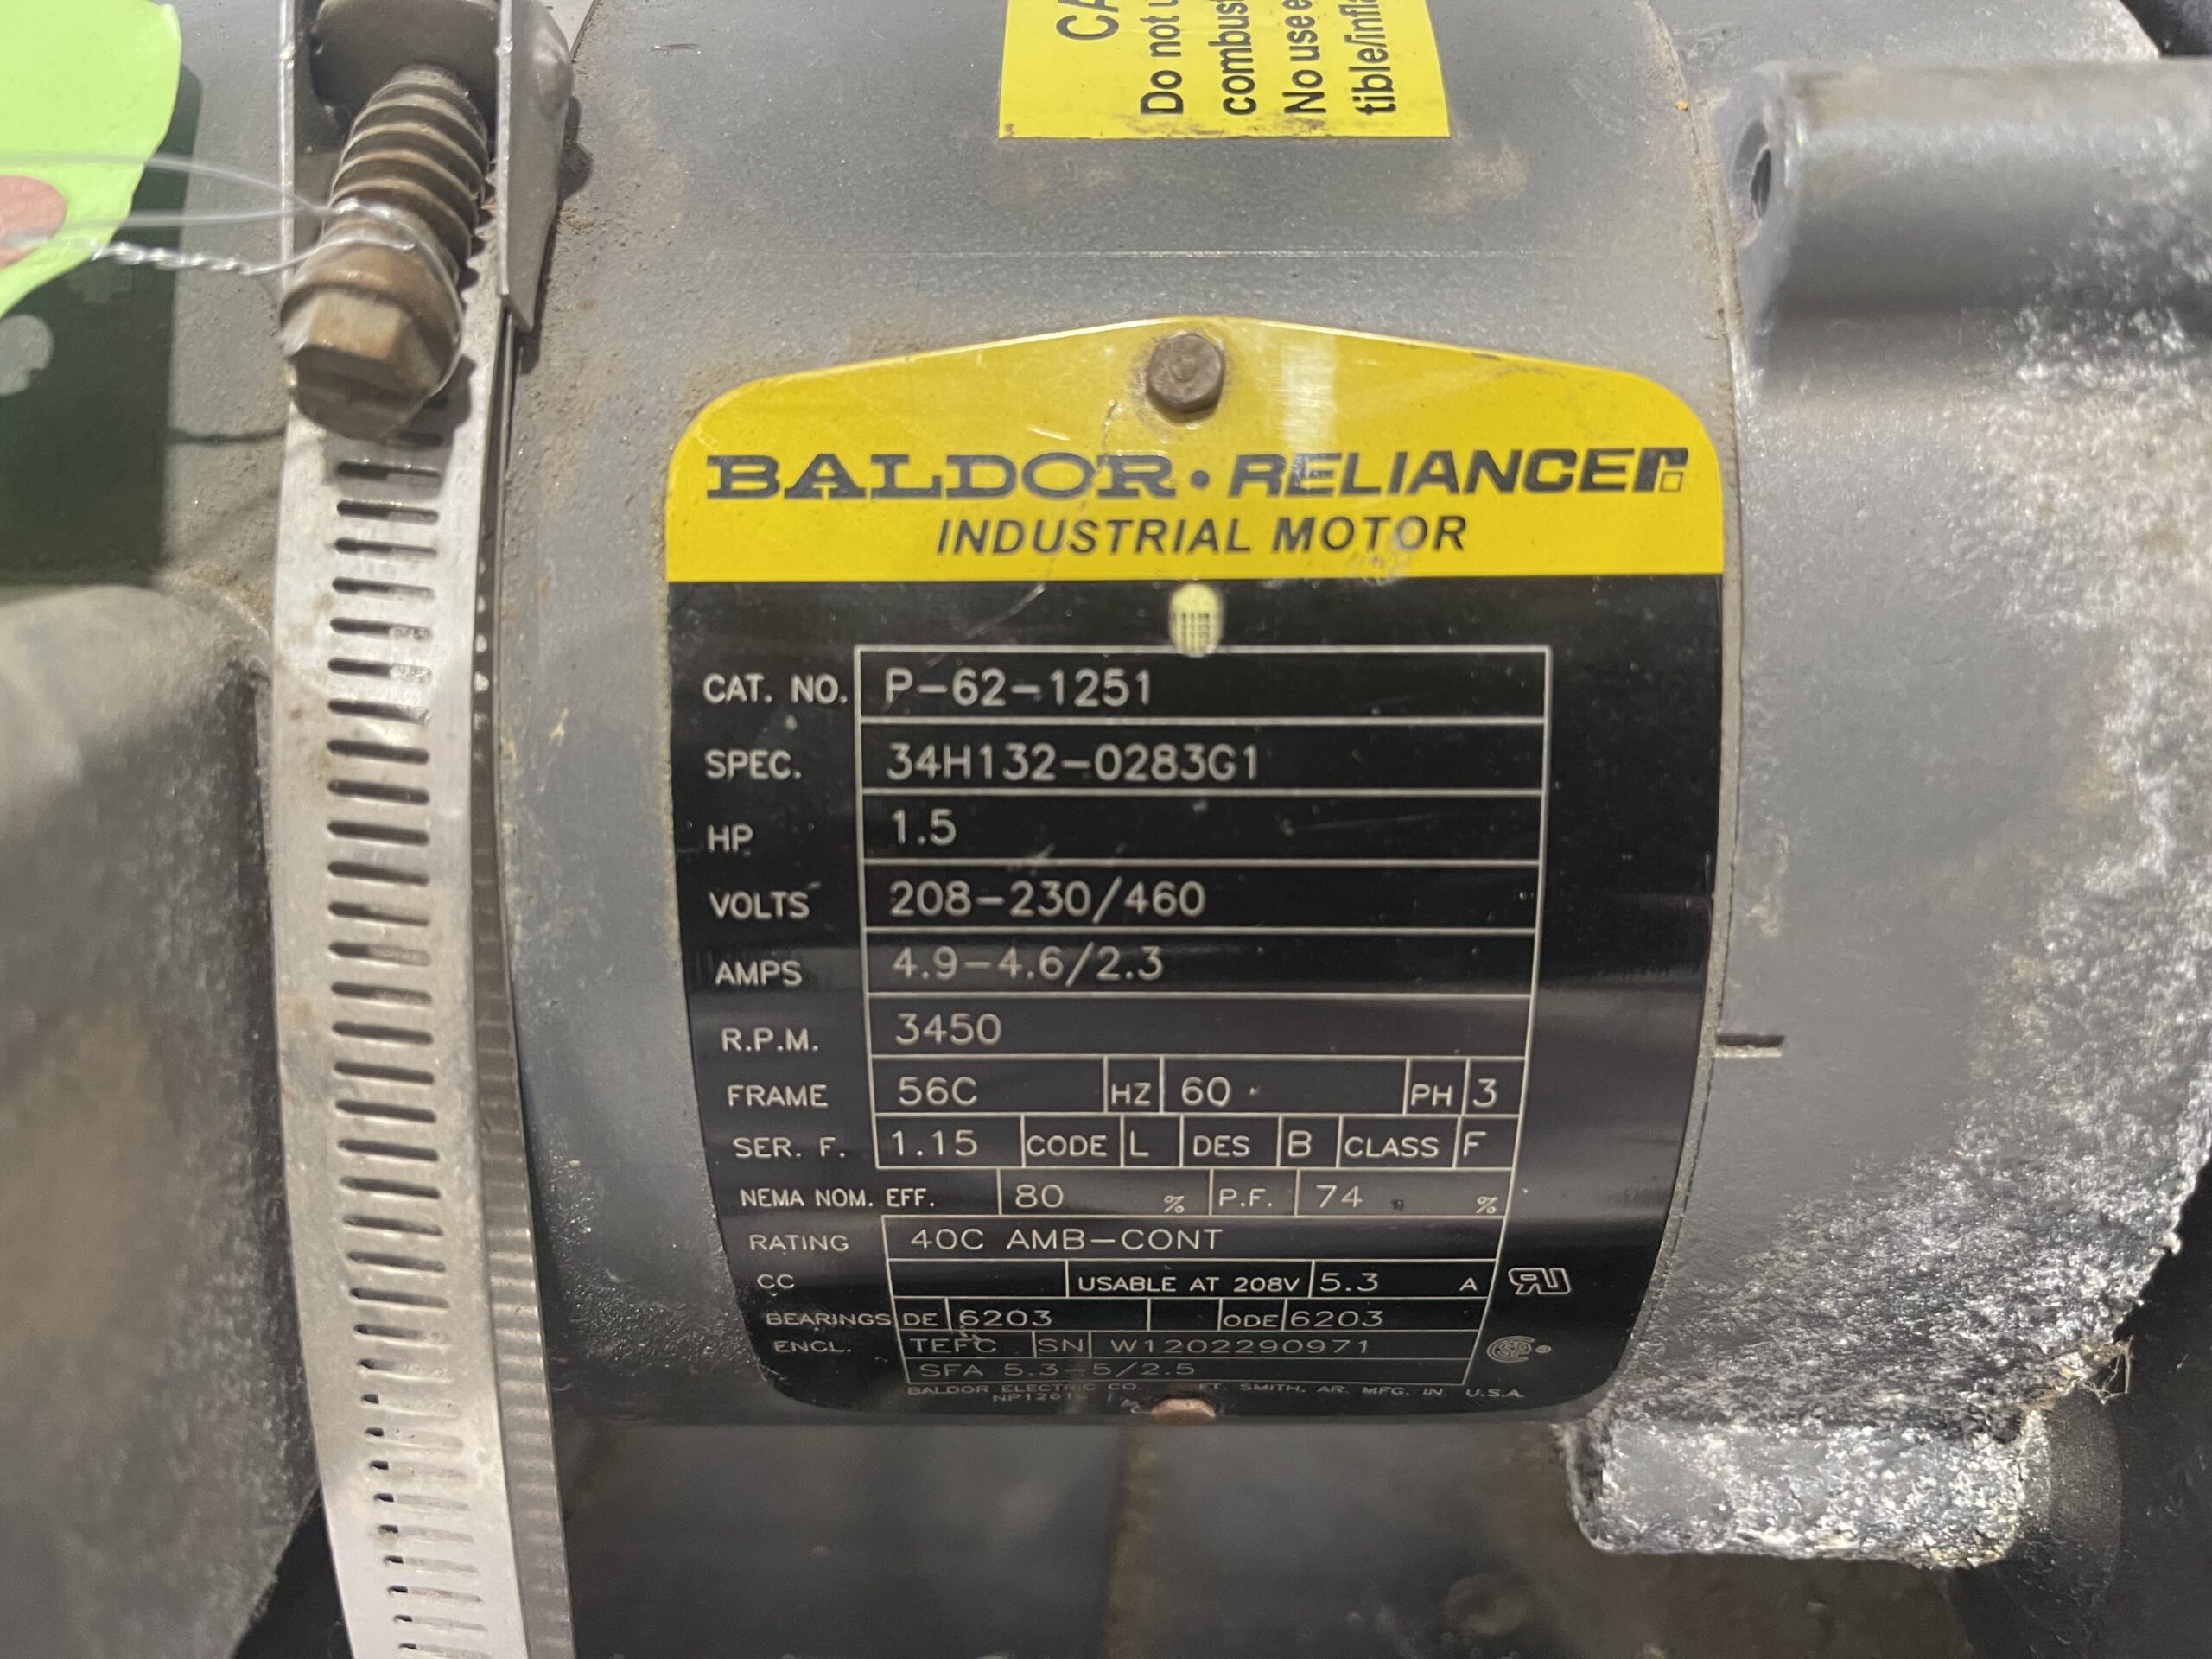 CA
Do not u
combust
No use e
tible/infla
BALDOR • RELIANCER
INDUSTRIAL MOTOR
CAT. NO. P-62-1251
SPEC. 34H132-0283G1
HP 1.5
VOLTS 208-230/460
AMPS 4.9-4.6/2.3
R.P.M. 3450
FRAME 56C HZ 60 PH 3
SER. F. 1.15 CODE L DES B CLASS F
NEMA NOM. EFF. 80 % P.F. 74 %
RATING 40C AMB-CONT
CC USABLE AT 208V 5.3 A
BEARINGS DE 6203 ODE 6203
ENCL. TEFC SN W1202290971
SFA 5.3-5/2.5
BALDOR ELECTRIC CO. FT. SMITH, AR. MFG. IN U.S.A.